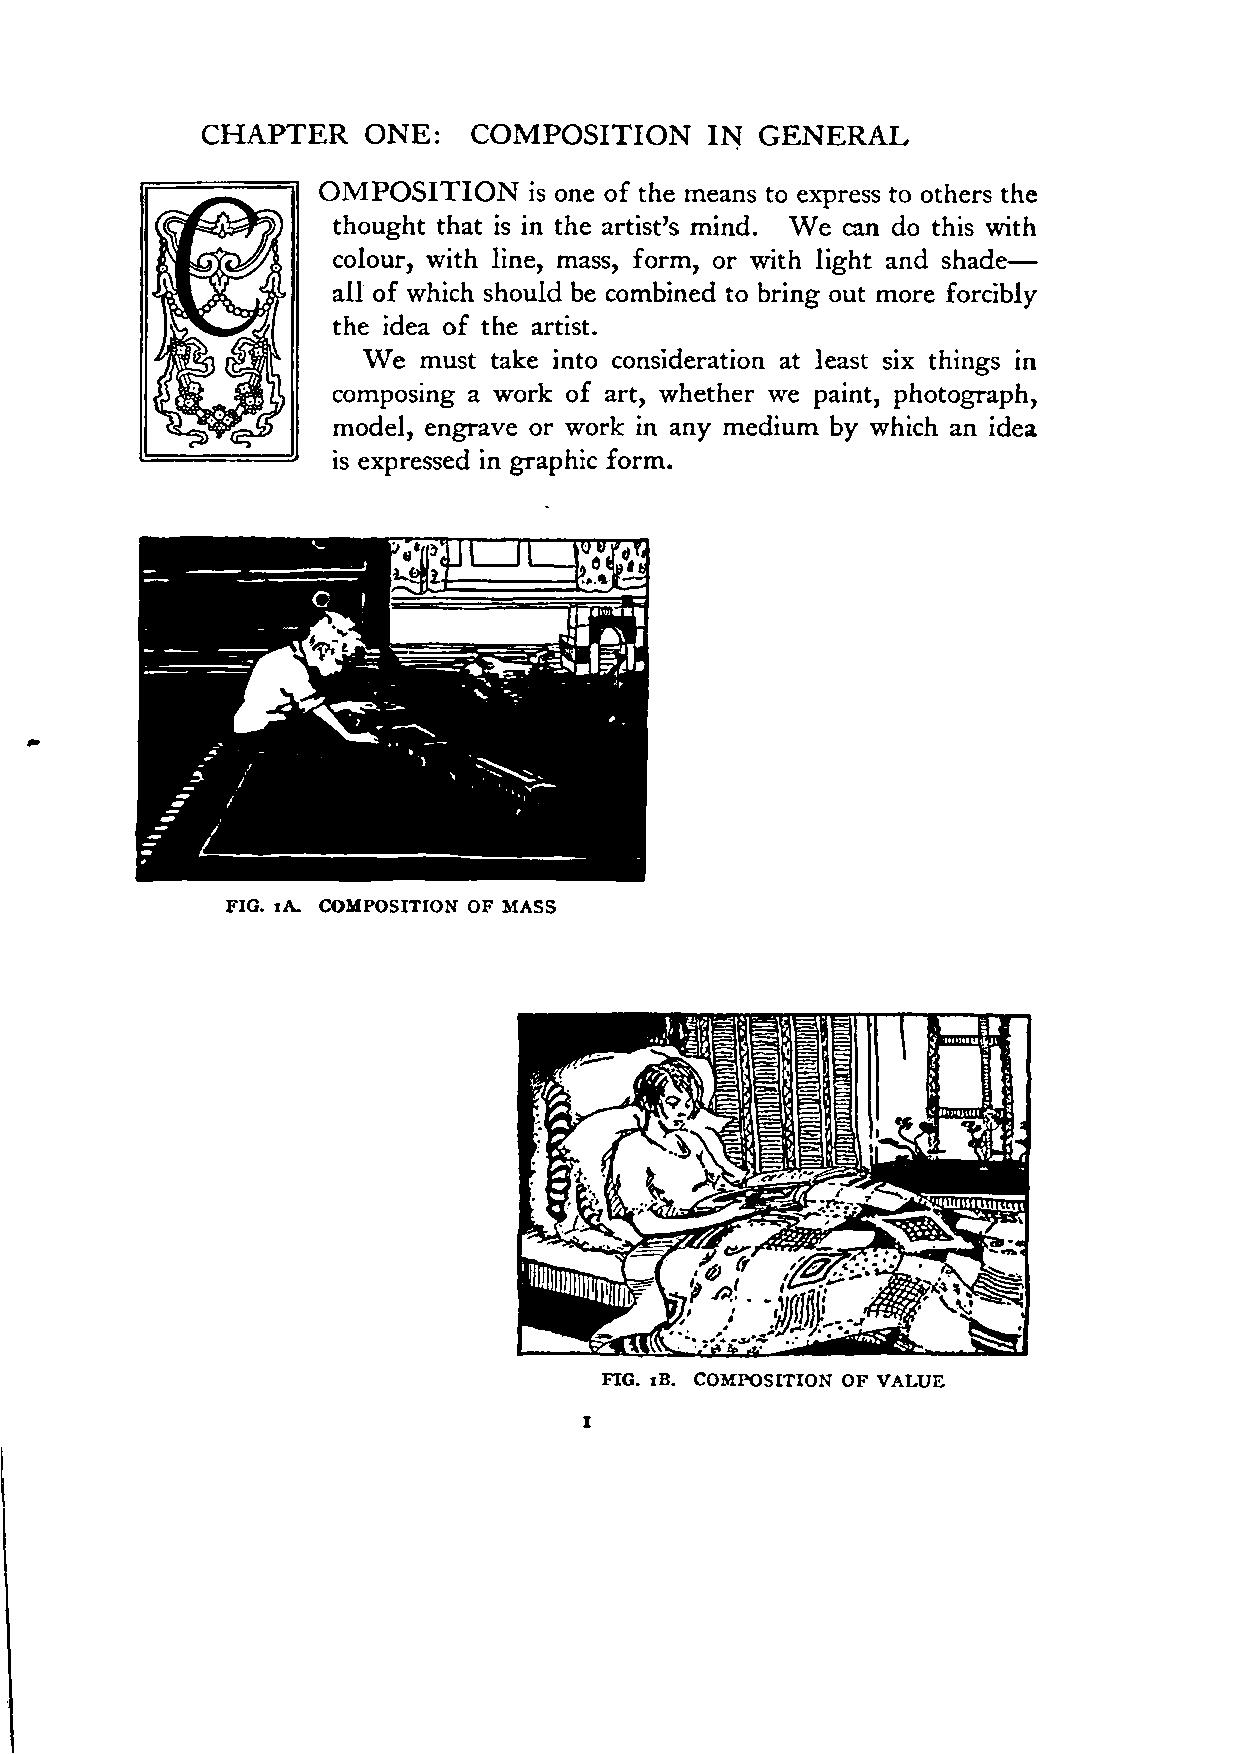 CHAPTER ONE: COMPOSITION IN GENERAL
COMPOSITION is one of the means to express to others the
thought that is in the artist's mind. We can do this with
colour, with line, mass, form, or with light and shade—
all of which should be combined to bring out more forcibly
the idea of the artist.
We must take into consideration at least six things in
composing a work of art, whether we paint, photograph,
model, engrave or work in any medium by which an idea
is expressed in graphic form.
FIG. 1A. COMPOSITION OF MASS
FIG. 1B. COMPOSITION OF VALUE
1